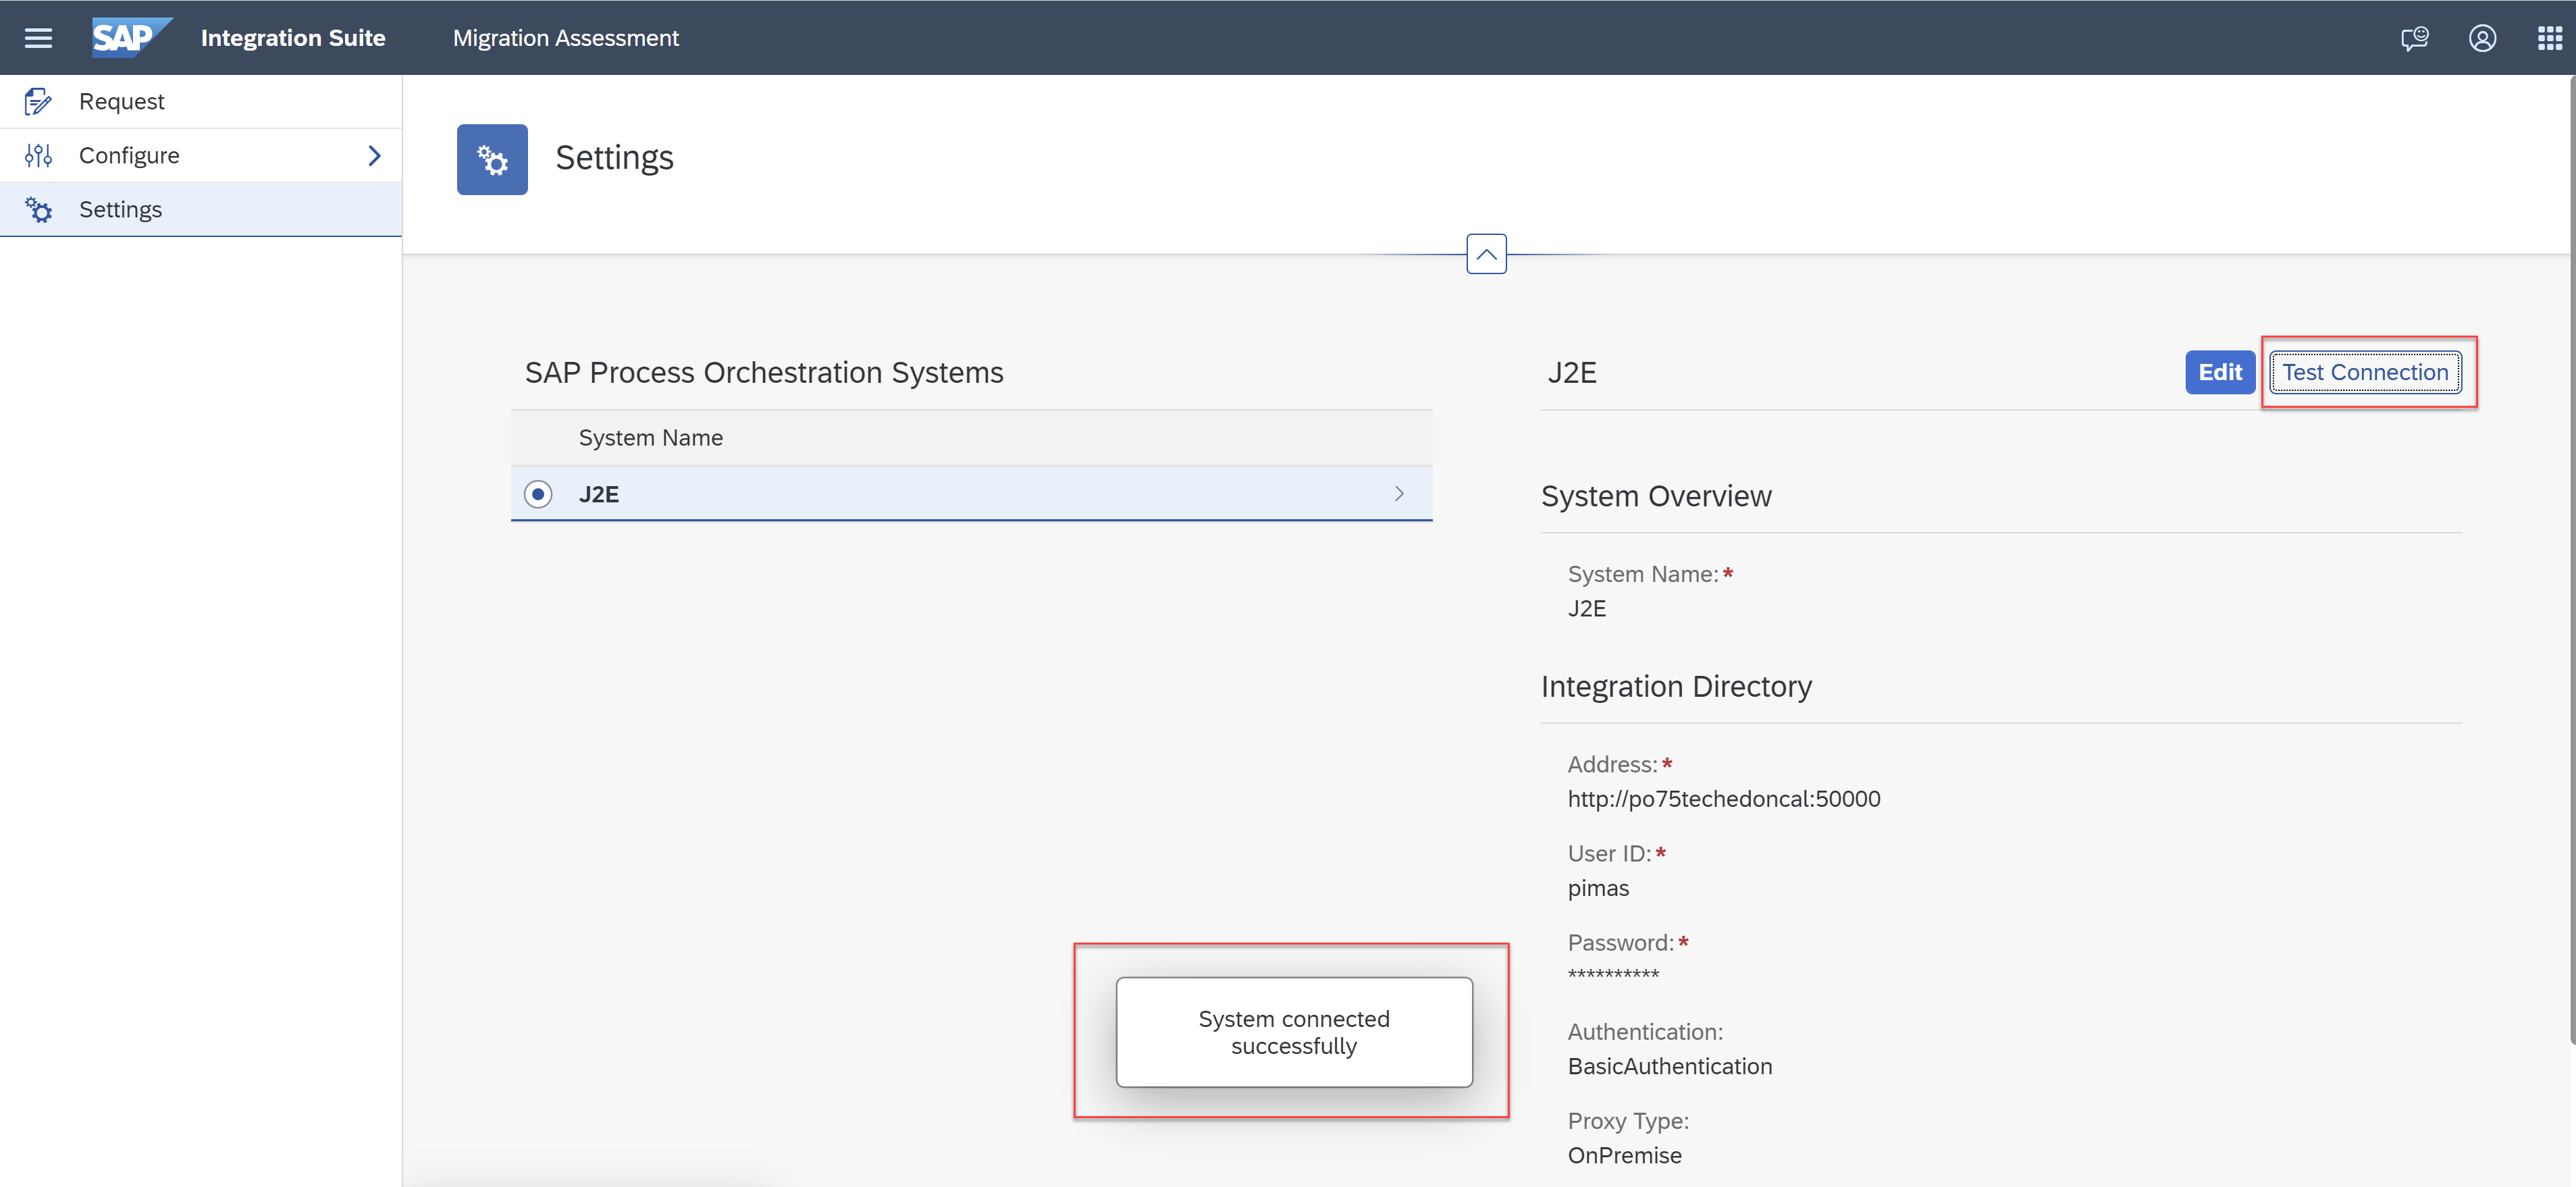 SAP Integration Suite Migration Assessment
Request
Configure
Settings
Settings
SAP Process Orchestration Systems
System Name
J2E
J2E
Edit
Test Connection
System Overview
System Name:*
J2E
Integration Directory
Address:*
http://po75techedoncal:50000
User ID:*
pimas
Password:*
**********
Authentication:
BasicAuthentication
Proxy Type:
OnPremise
System connected
successfully